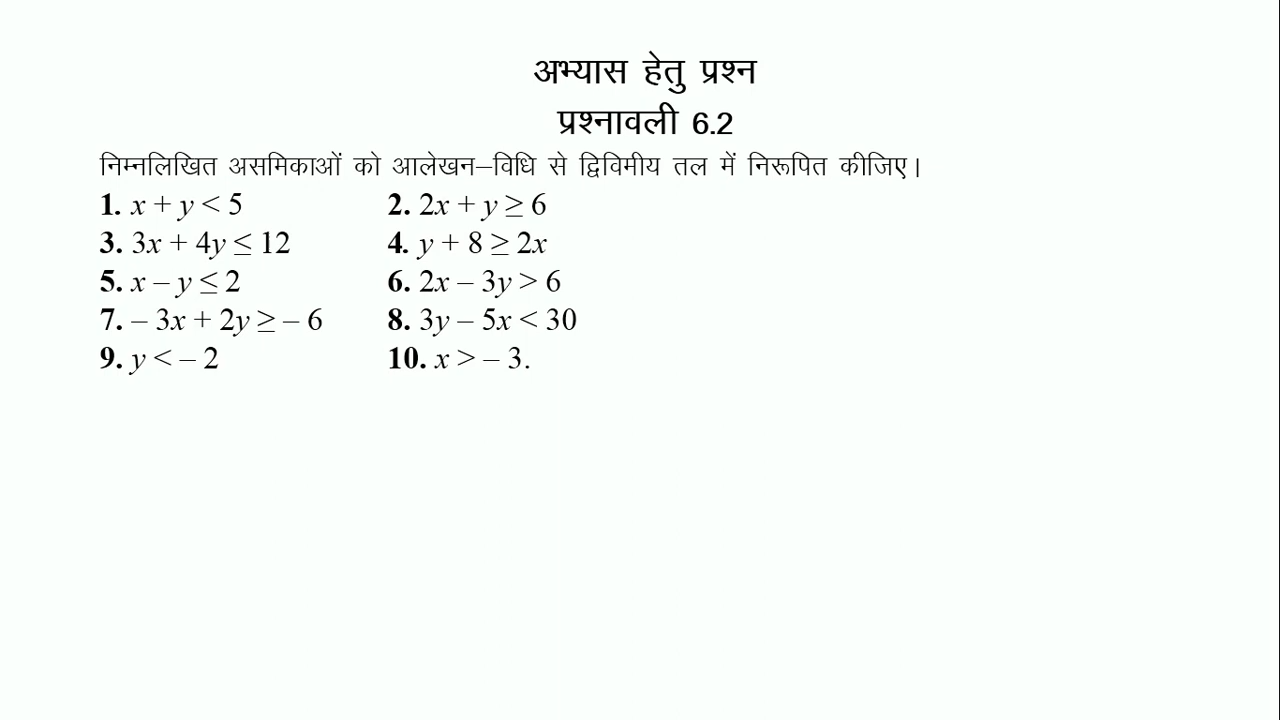 अभ्यास हेतु प्रश्न
प्रश्नावली 6.2
निम्नलिखित असमिकाओं को आलेखन–विधि से द्विविमीय तल में निरूपित कीजिए।
1. x + y < 5 2. 2x + y ≥ 6
3. 3x + 4y ≤ 12 4. y + 8 ≥ 2x
5. x – y ≤ 2 6. 2x – 3y > 6
7. – 3x + 2y ≥ – 6 8. 3y – 5x < 30
9. y < – 2 10. x > – 3.